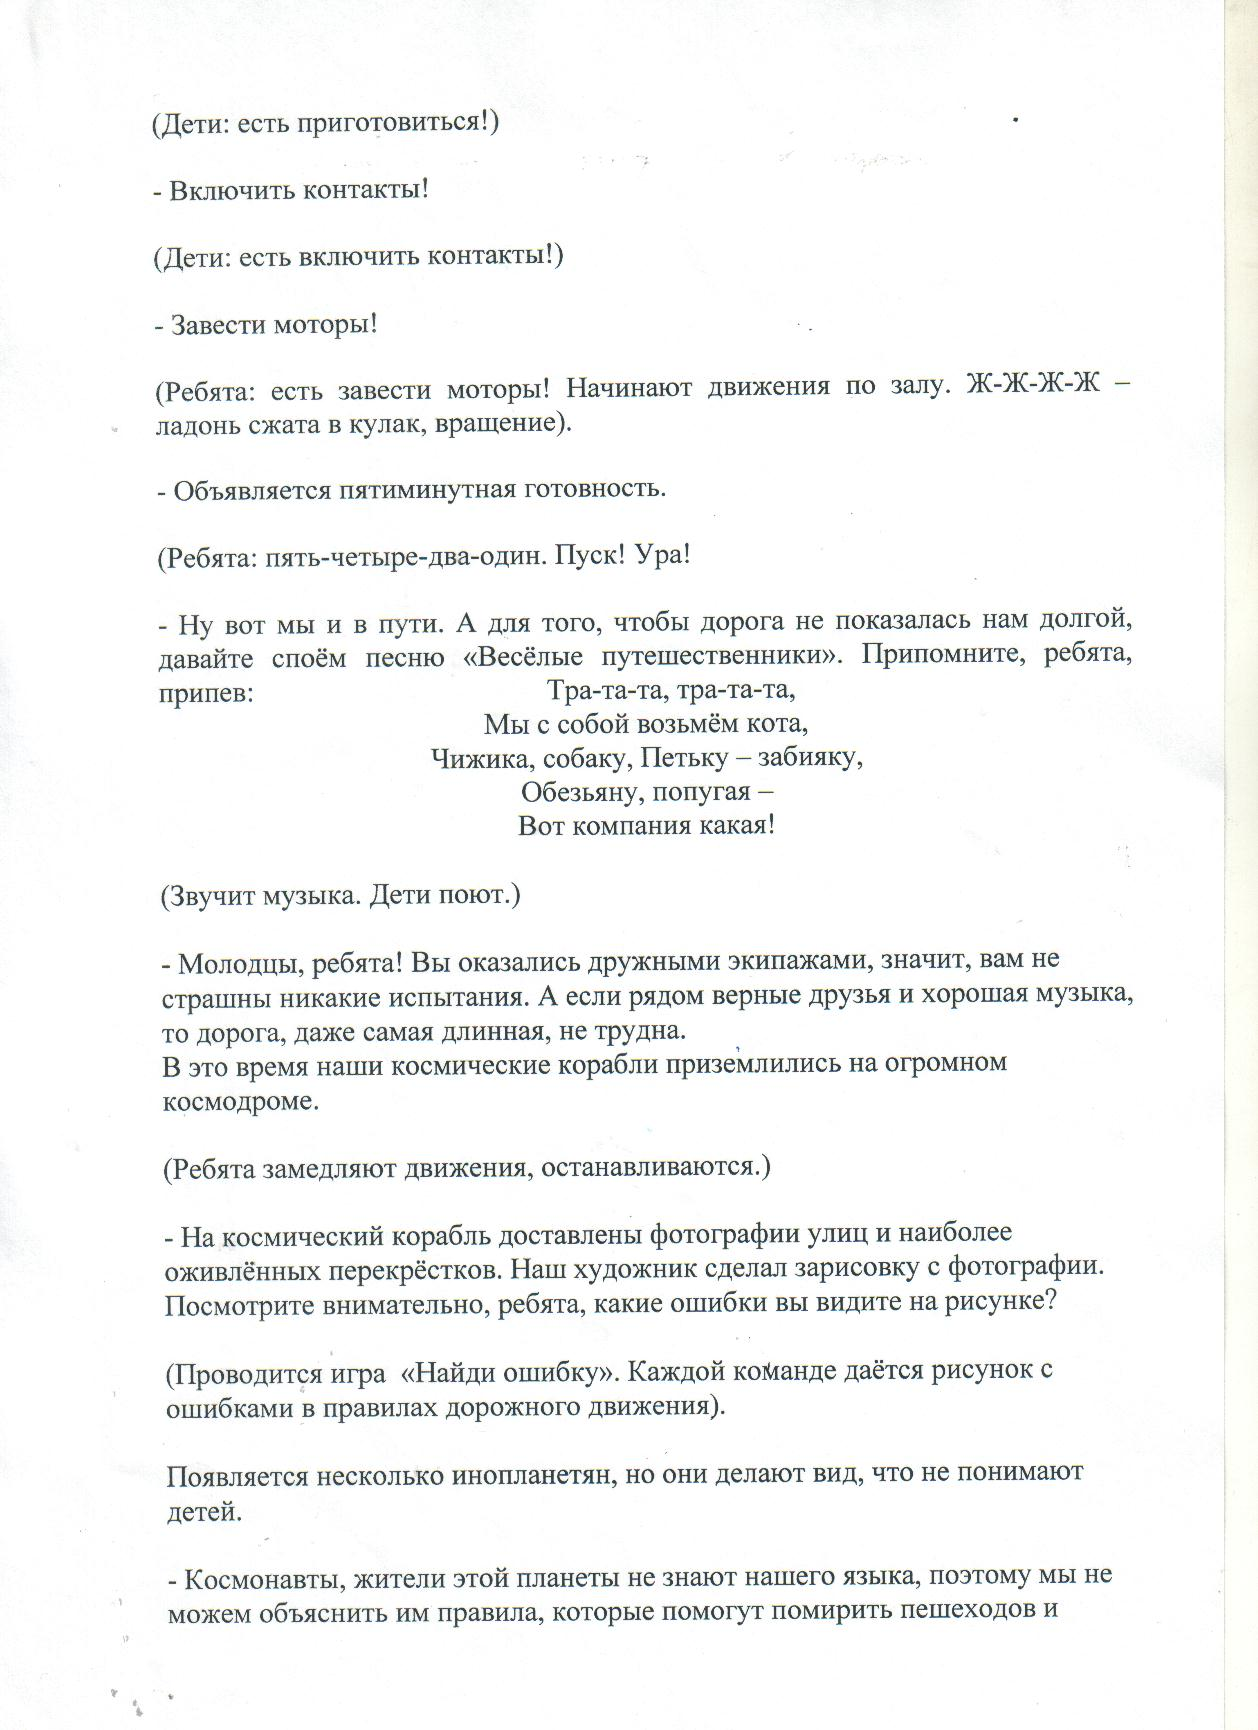 (Дети: есть приготовиться!)
- Включить контакты!
(Дети: есть включить контакты!)
- Завести моторы!
(Ребята: есть завести моторы! Начинают движения по залу. Ж-Ж-Ж-Ж –
ладонь сжата в кулак, вращение).
- Объявляется пятиминутная готовность.
(Ребята: пять-четыре-два-один. Пуск! Ура!
- Ну вот мы и в пути. А для того, чтобы дорога не показалась нам долгой,
давайте споём песню «Весёлые путешественники». Припомните, ребята,
припев: Тра-та-та, тра-та-та,
Мы с собой возьмём кота,
Чижика, собаку, Петьку – забияку,
Обезьяну, попугая –
Вот компания какая!
(Звучит музыка. Дети поют.)
- Молодцы, ребята! Вы оказались дружными экипажами, значит, вам не
страшны никакие испытания. А если рядом верные друзья и хорошая музыка,
то дорога, даже самая длинная, не трудна.
В это время наши космические корабли приземлились на огромном
космодроме.
(Ребята замедляют движения, останавливаются.)
- На космический корабль доставлены фотографии улиц и наиболее
оживлённых перекрёстков. Наш художник сделал зарисовку с фотографии.
Посмотрите внимательно, ребята, какие ошибки вы видите на рисунке?
(Проводится игра «Найди ошибку». Каждой команде даётся рисунок с
ошибками в правилах дорожного движения).
Появляется несколько инопланетян, но они делают вид, что не понимают
детей.
- Космонавты, жители этой планеты не знают нашего языка, поэтому мы не
можем объяснить им правила, которые помогут помирить пешеходов и